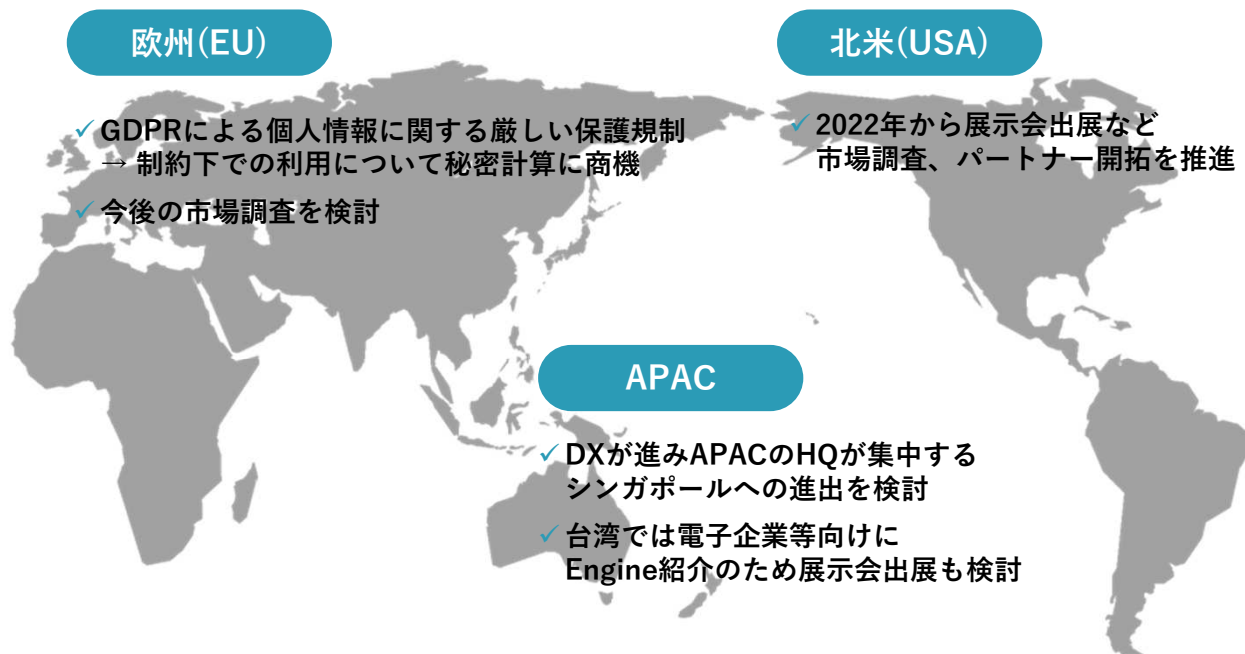 欧州(EU)
✓ GDPRによる個人情報に関する厳しい保護規制
→ 制約下での利用について秘密計算に商機
✓ 今後の市場調査を検討
北米(USA)
✓ 2022年から展示会出展など
市場調査、パートナー開拓を推進
APAC
✓ DXが進みAPACのHQが集中する
シンガポールへの進出を検討
✓ 台湾では電子企業等向けに
Engine紹介のため展示会出展も検討